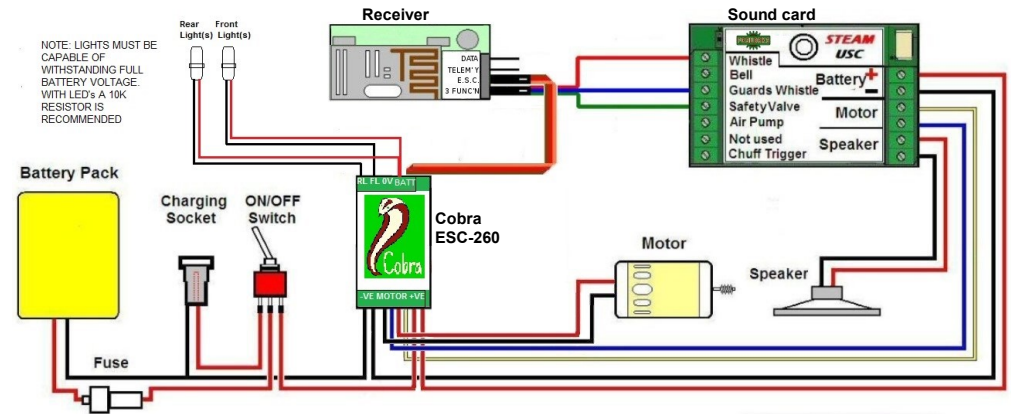 Receiver
Sound card
Rear
Light(s)
Front
Light(s)
NOTE: LIGHTS MUST BE
CAPABLE OF
WITHSTANDING FULL
BATTERY VOLTAGE.
WITH LED's A 10K
RESISTOR IS
RECOMMENDED
DATA
TELEM'Y
E.S.C.
3 FUNC'N
STEAM
USC
Whistle
Bell
Guards Whistle
Safety Valve
Air Pump
Not used
Chuff Trigger
Battery + -
Motor
Speaker
Battery Pack
Charging
Socket
ON/OFF
Switch
RL FL 0V BATT
Cobra
Cobra
ESC-260
-VE MOTOR +VE
Motor
Speaker
Fuse